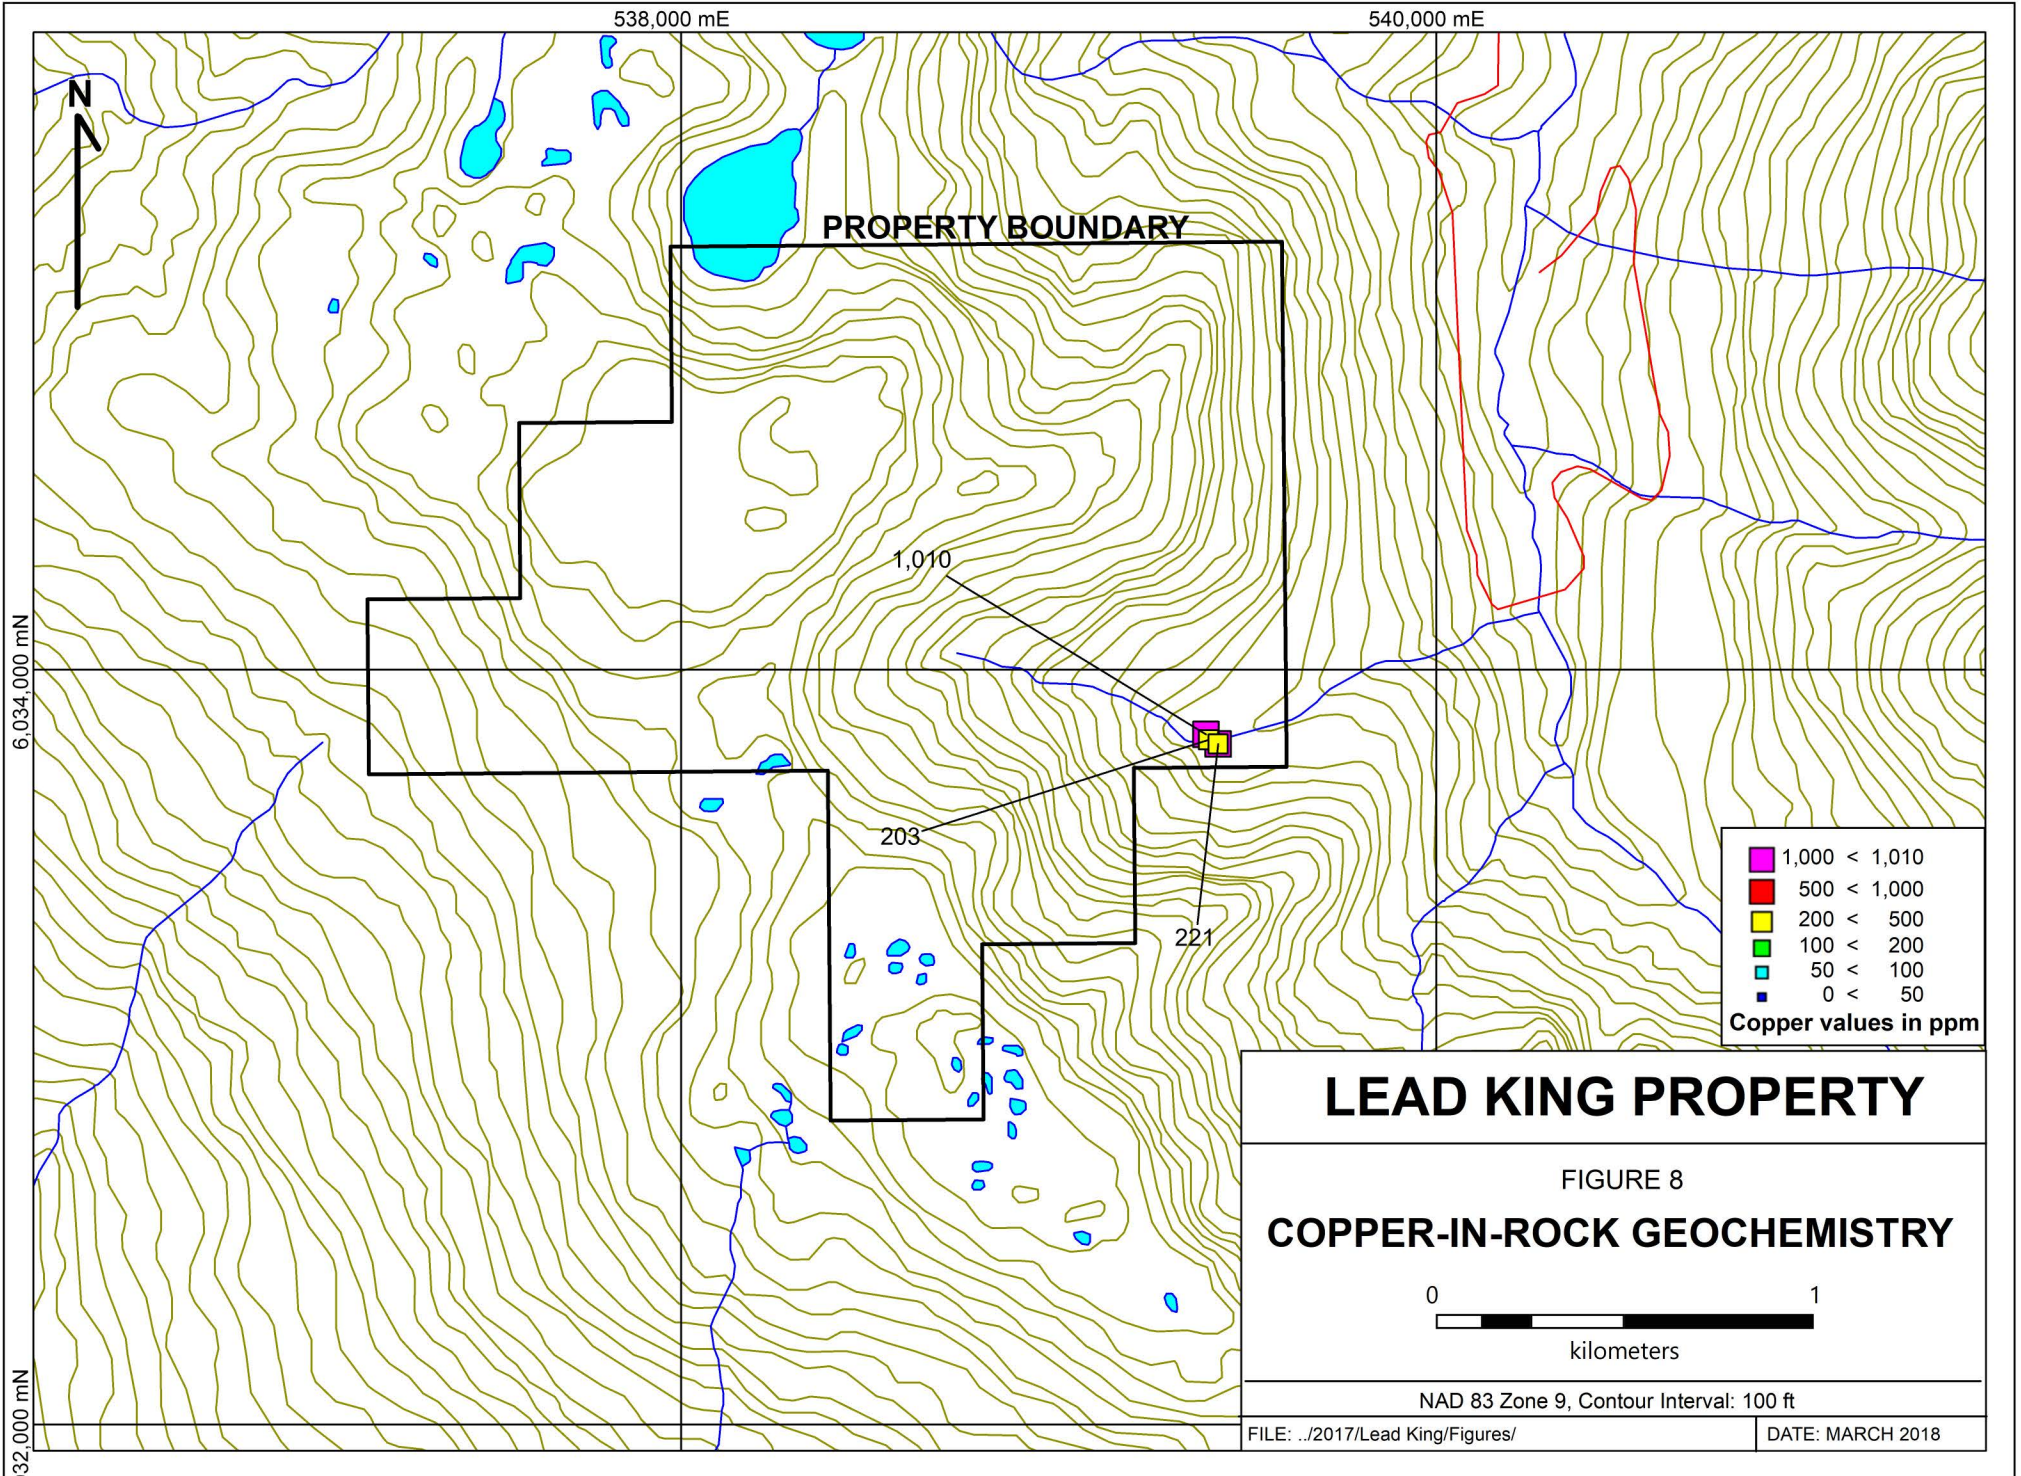 538,000 mE
540,000 mE
N
PROPERTY BOUNDARY
1,010
6,034,000 mN
203
221
1,000 < 1,010
500 < 1,000
200 < 500
100 < 200
50 < 100
0 < 50
Copper values in ppm
LEAD KING PROPERTY
FIGURE 8
COPPER-IN-ROCK GEOCHEMISTRY
0 1
kilometers
NAD 83 Zone 9, Contour Interval: 100 ft
FILE: ../2017/Lead King/Figures/
DATE: MARCH 2018
032,000 mN